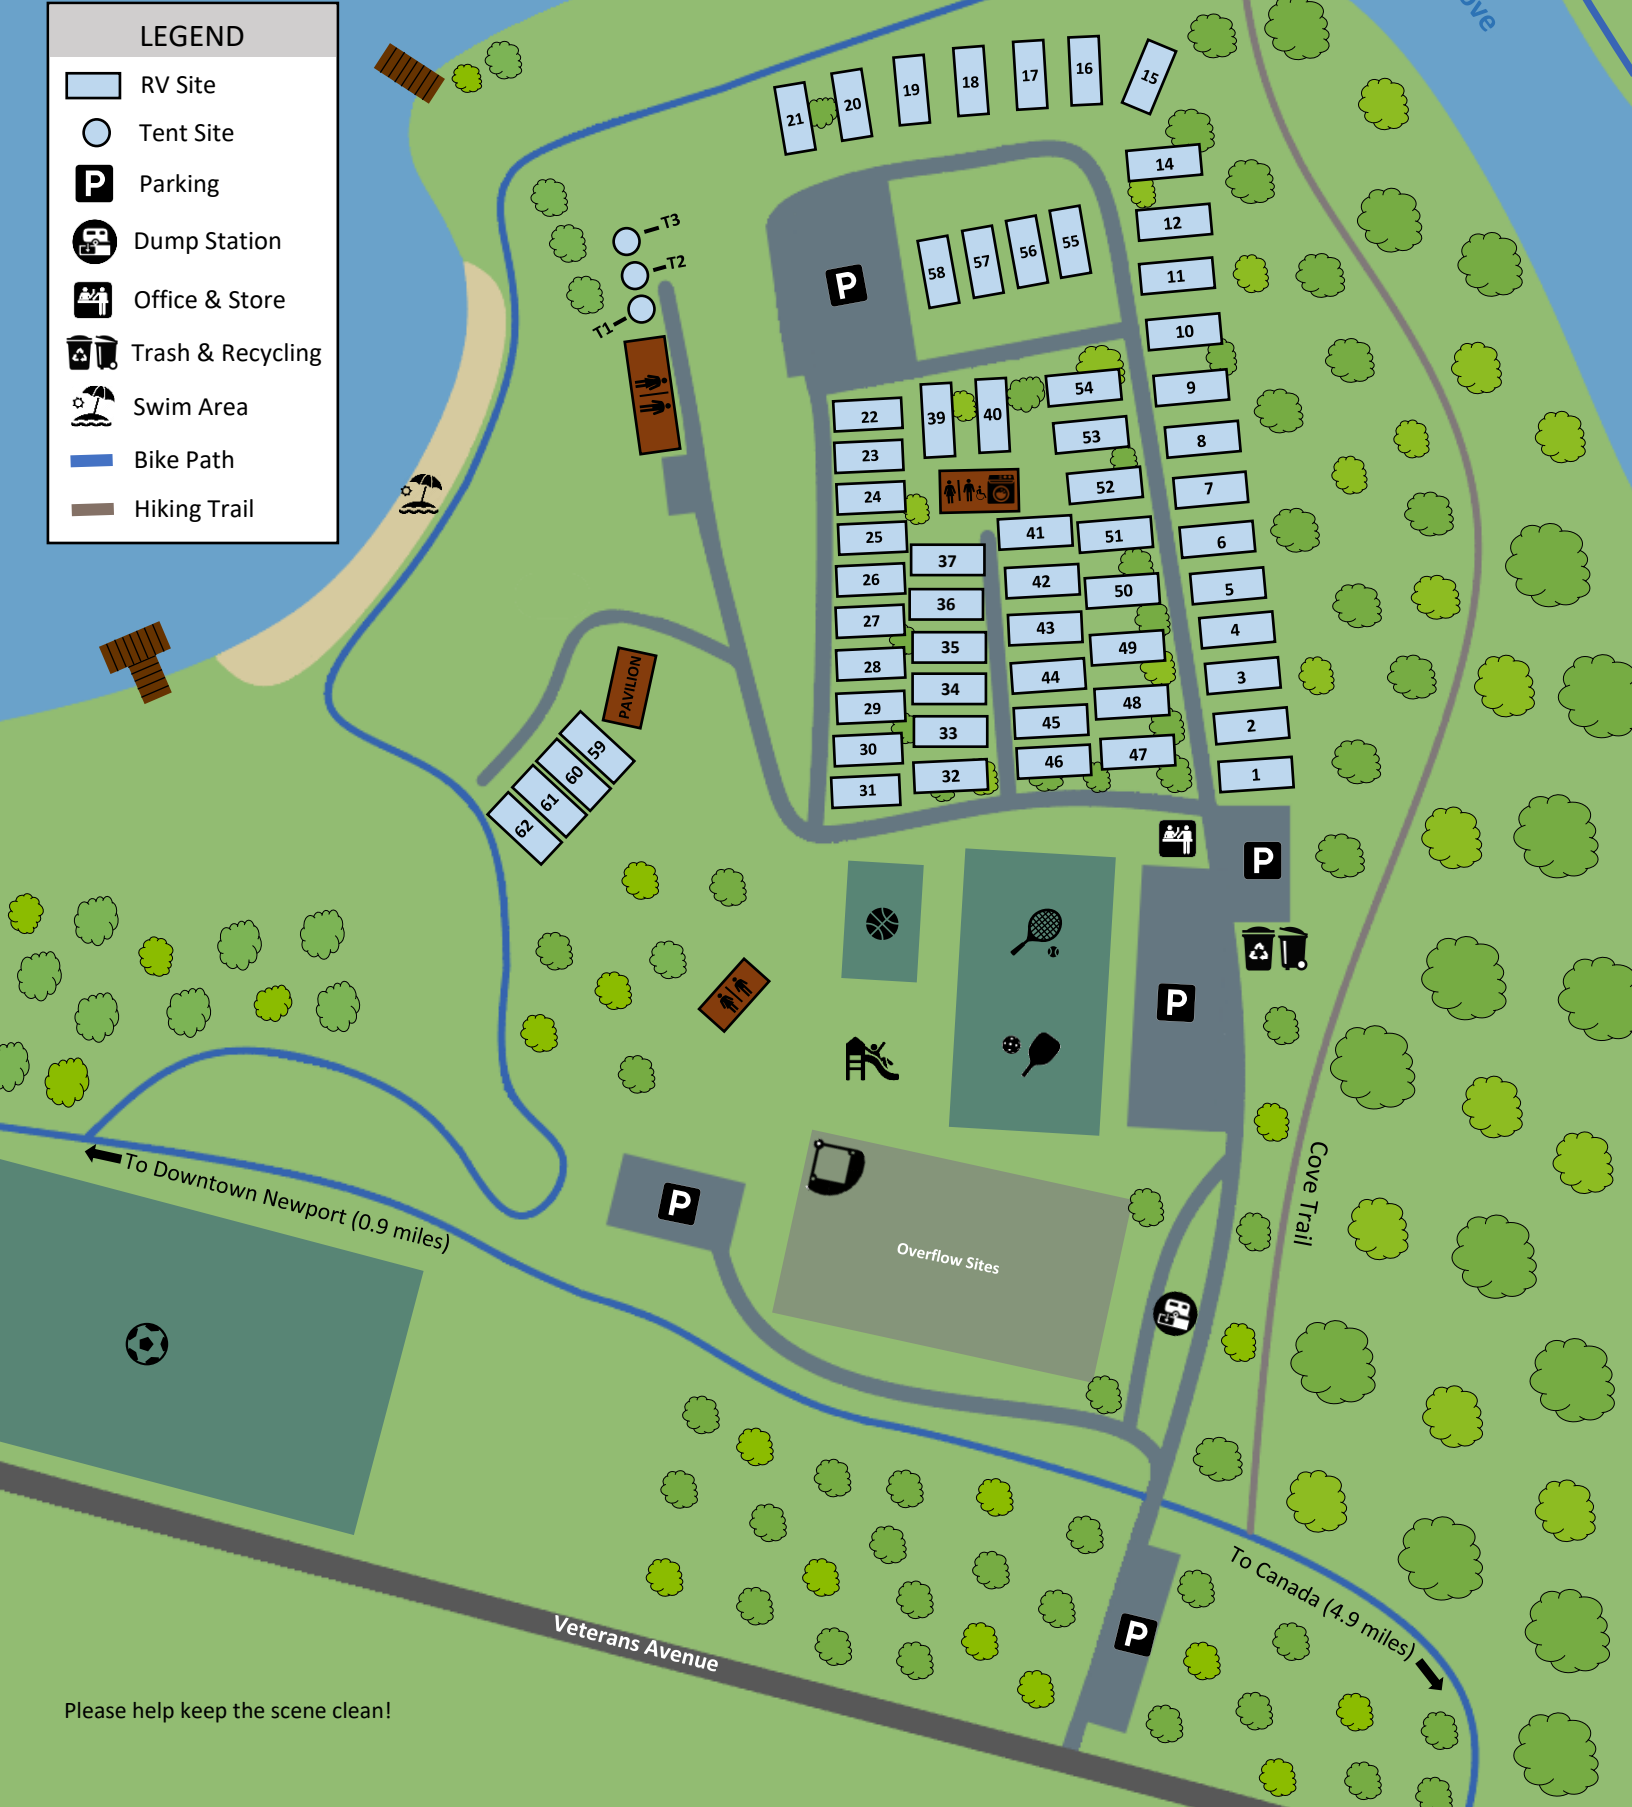 LEGEND
RV Site
Tent Site
P Parking
Dump Station
Office & Store
Trash & Recycling
Swim Area
Bike Path
Hiking Trail
ove
21
20
19
18
17
16
15
14
12
11
10
9
8
7
6
5
4
3
2
1
T3
T2
T1
P
58
57
56
55
22
23
24
25
26
27
28
29
30
31
39
40
54
53
52
51
50
49
48
47
37
36
35
34
33
32
41
42
43
44
45
46
PAVILION
59
60
61
62
P
P
P
Overflow Sites
Cove Trail
To Downtown Newport (0.9 miles)
To Canada (4.9 miles)
P
Veterans Avenue
Please help keep the scene clean!